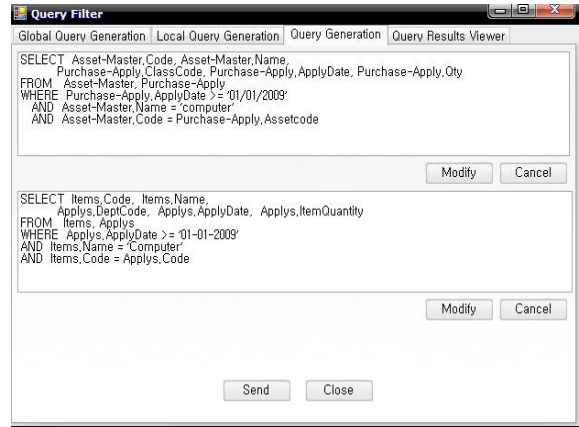 Query Filter
Global Query Generation Local Query Generation Query Generation Query Results Viewer
SELECT Asset-Master,Code, Asset-Master,Name,
Purchase-Apply,ClassCode, Purchase-Apply,ApplyDate, Purchase-Apply,Qty
FROM Asset-Master, Purchase-Apply
WHERE Purchase-Apply,ApplyDate >= '01/01/2009'
AND Asset-Master,Name = 'computer'
AND Asset-Master,Code = Purchase-Apply,Assetcode
Modify Cancel
SELECT Items,Code, Items,Name,
Applys,DeptCode, Applys,ApplyDate, Applys,ItemQuantity
FROM Items, Applys
WHERE Applys,ApplyDate >= '01-01-2009'
AND Items,Name = 'Computer'
AND Items,Code = Applys,Code
Modify Cancel
Send Close